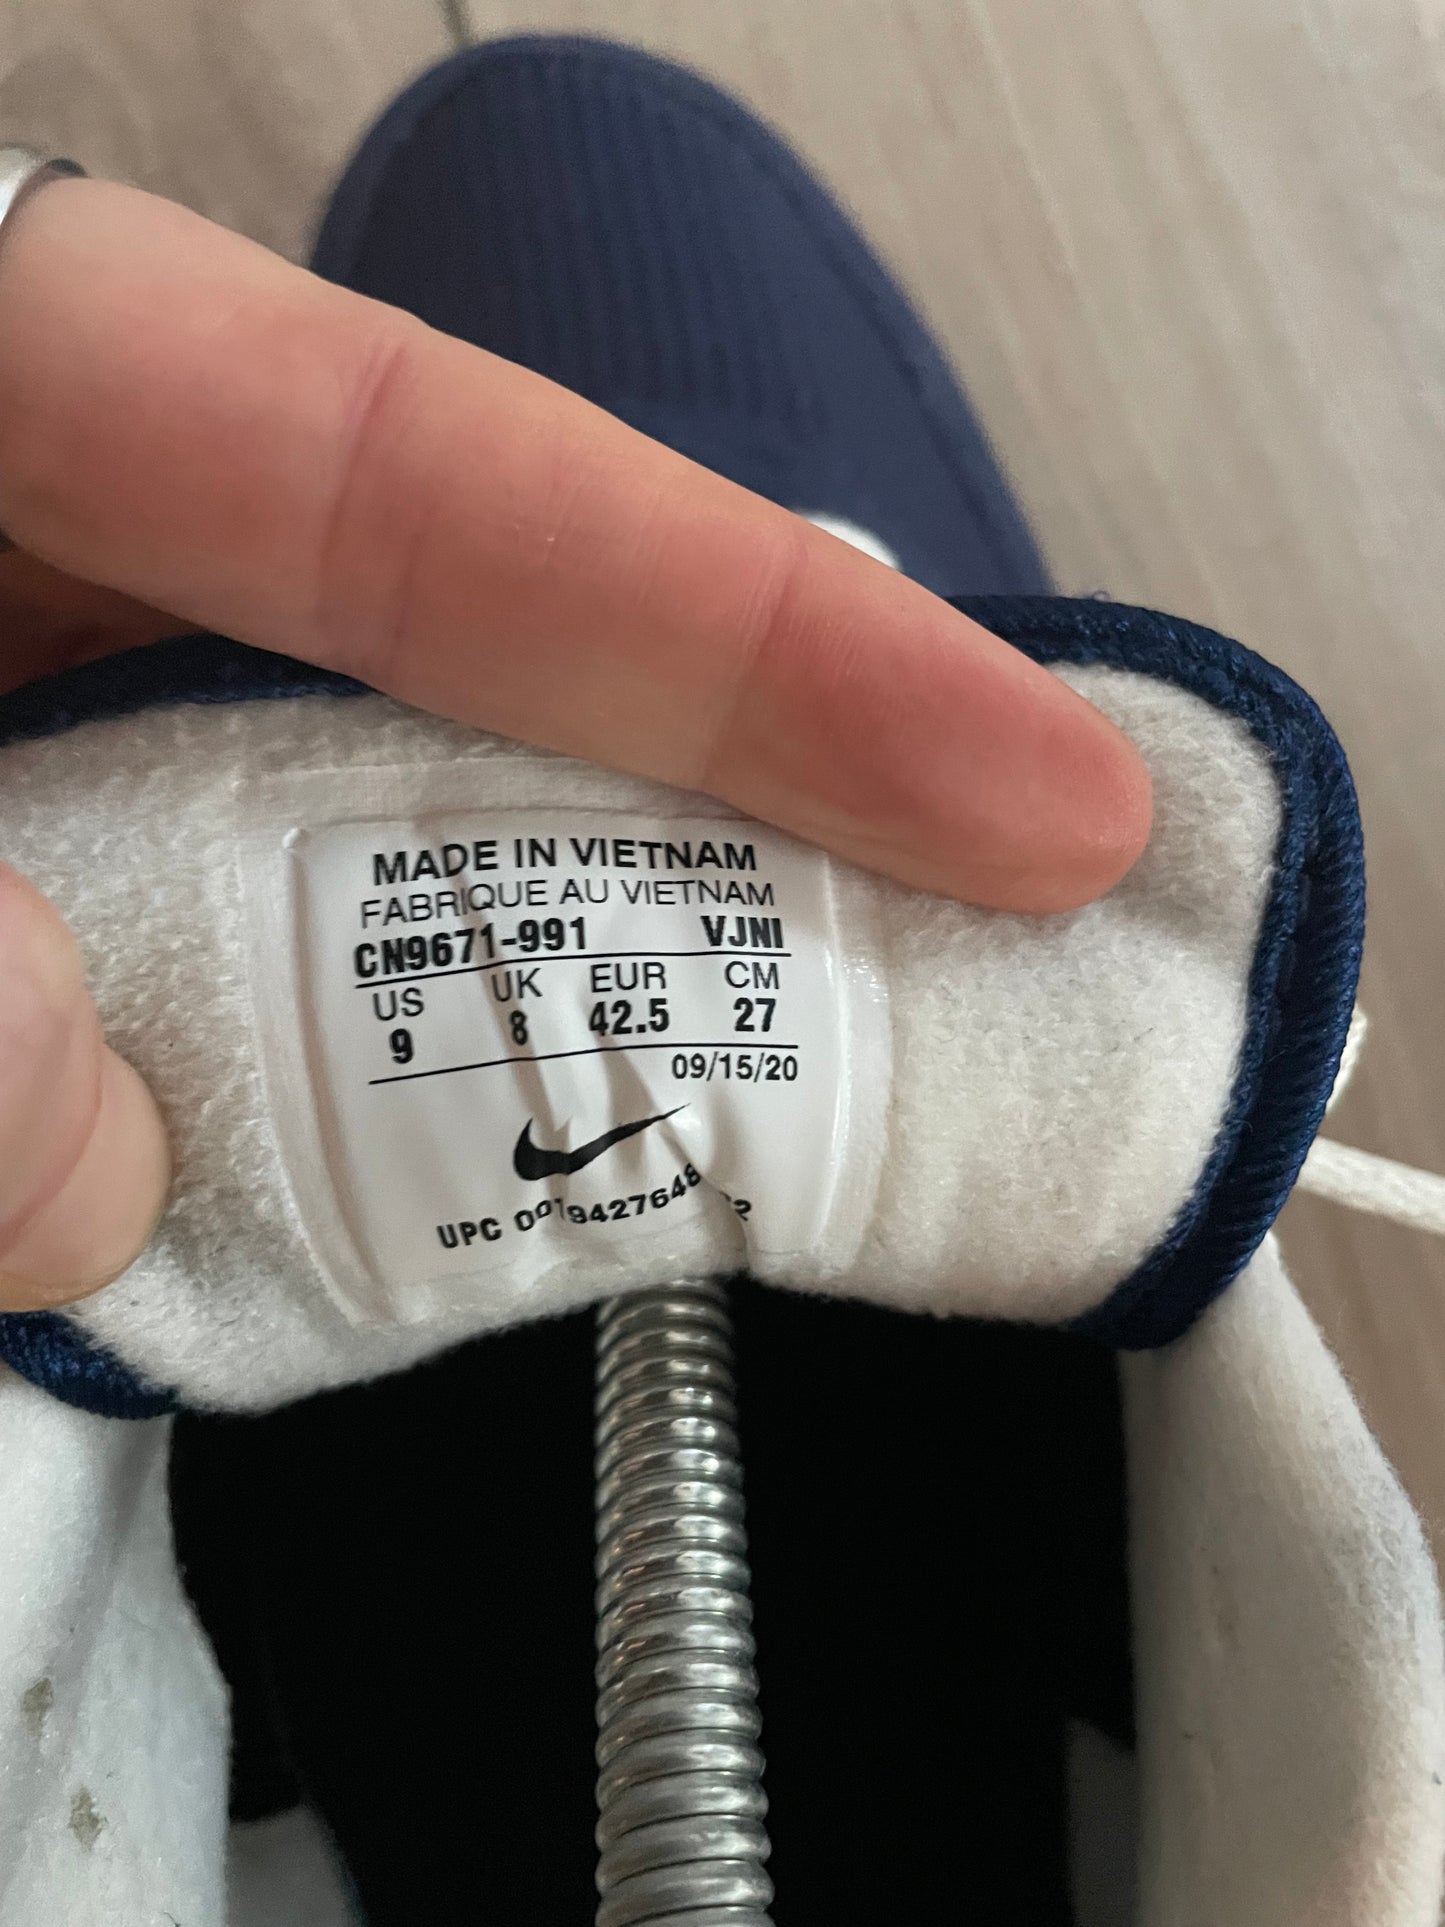 MADE IN VIETNAM
FABRIQUE AU VIETNAM
CN9671-991 VJNI
US UK EUR CM
9 8 42.5 27
09/15/20
UPC